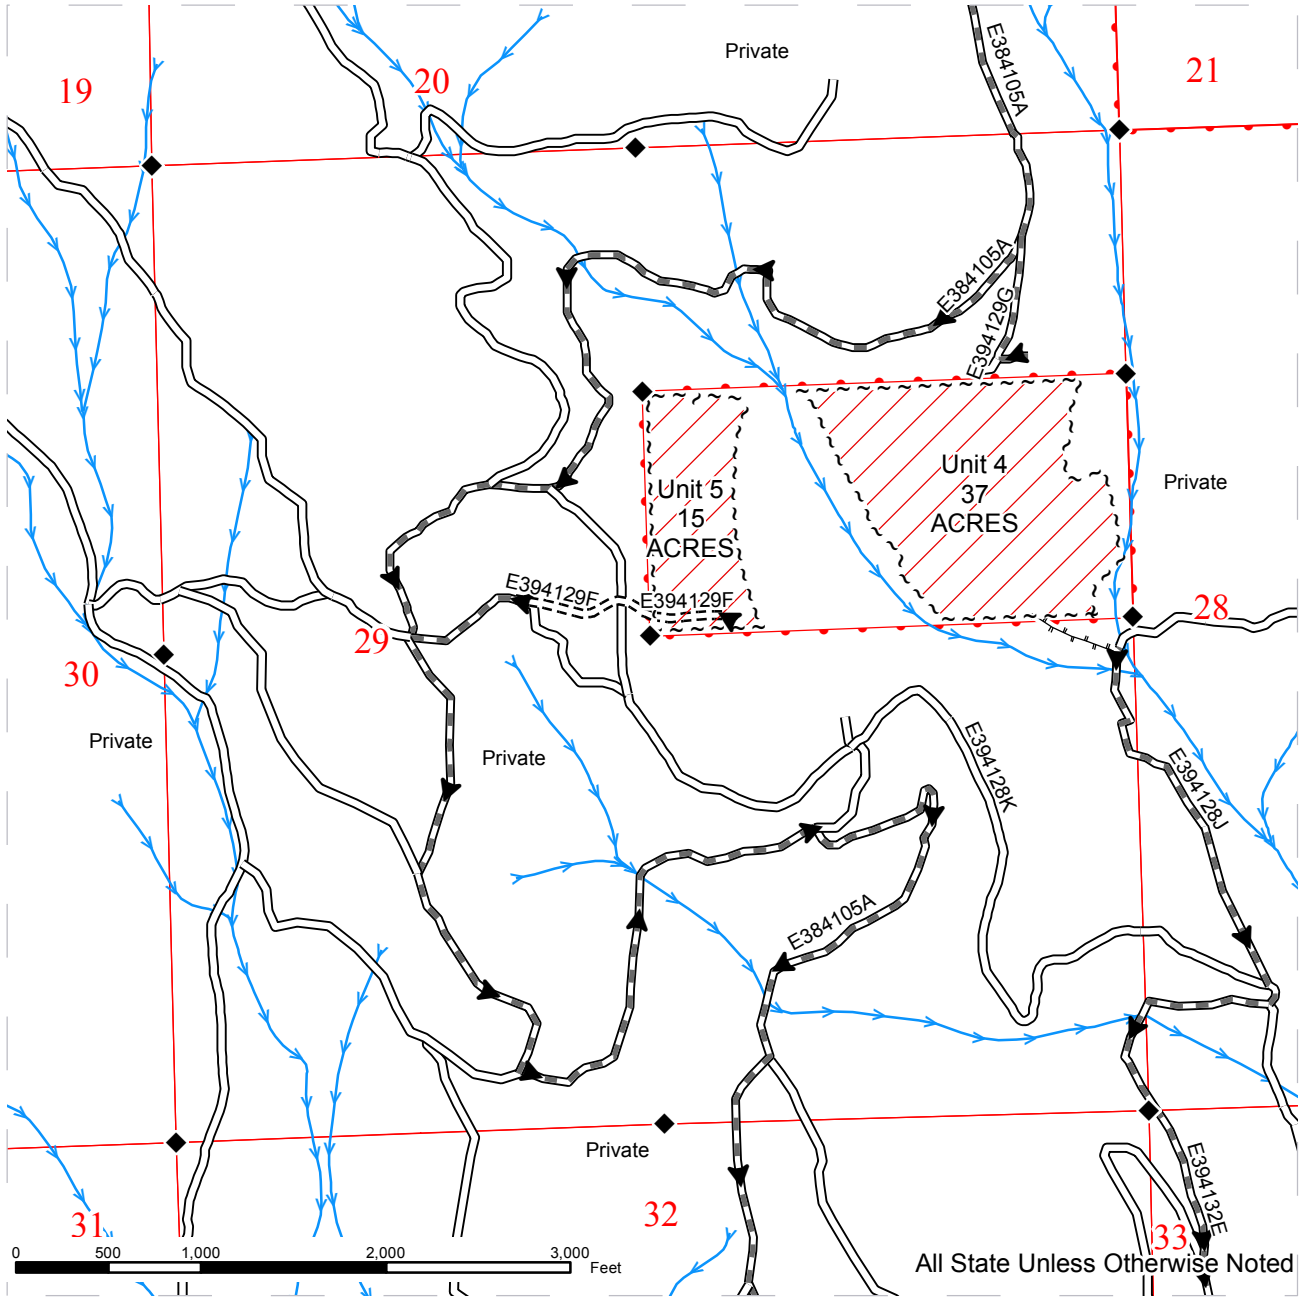 Private
19
20
21
E384105A
E384105A
E394129G
Unit 4
37
ACRES
Unit 5
15
ACRES
Private
E394129F
E394129F
29
28
30
Private
Private
E394128K
E394128J
E384105A
Private
E394132E
31
32
33
0 500 1,000 2,000 3,000
Feet
All State Unless Otherwise Noted